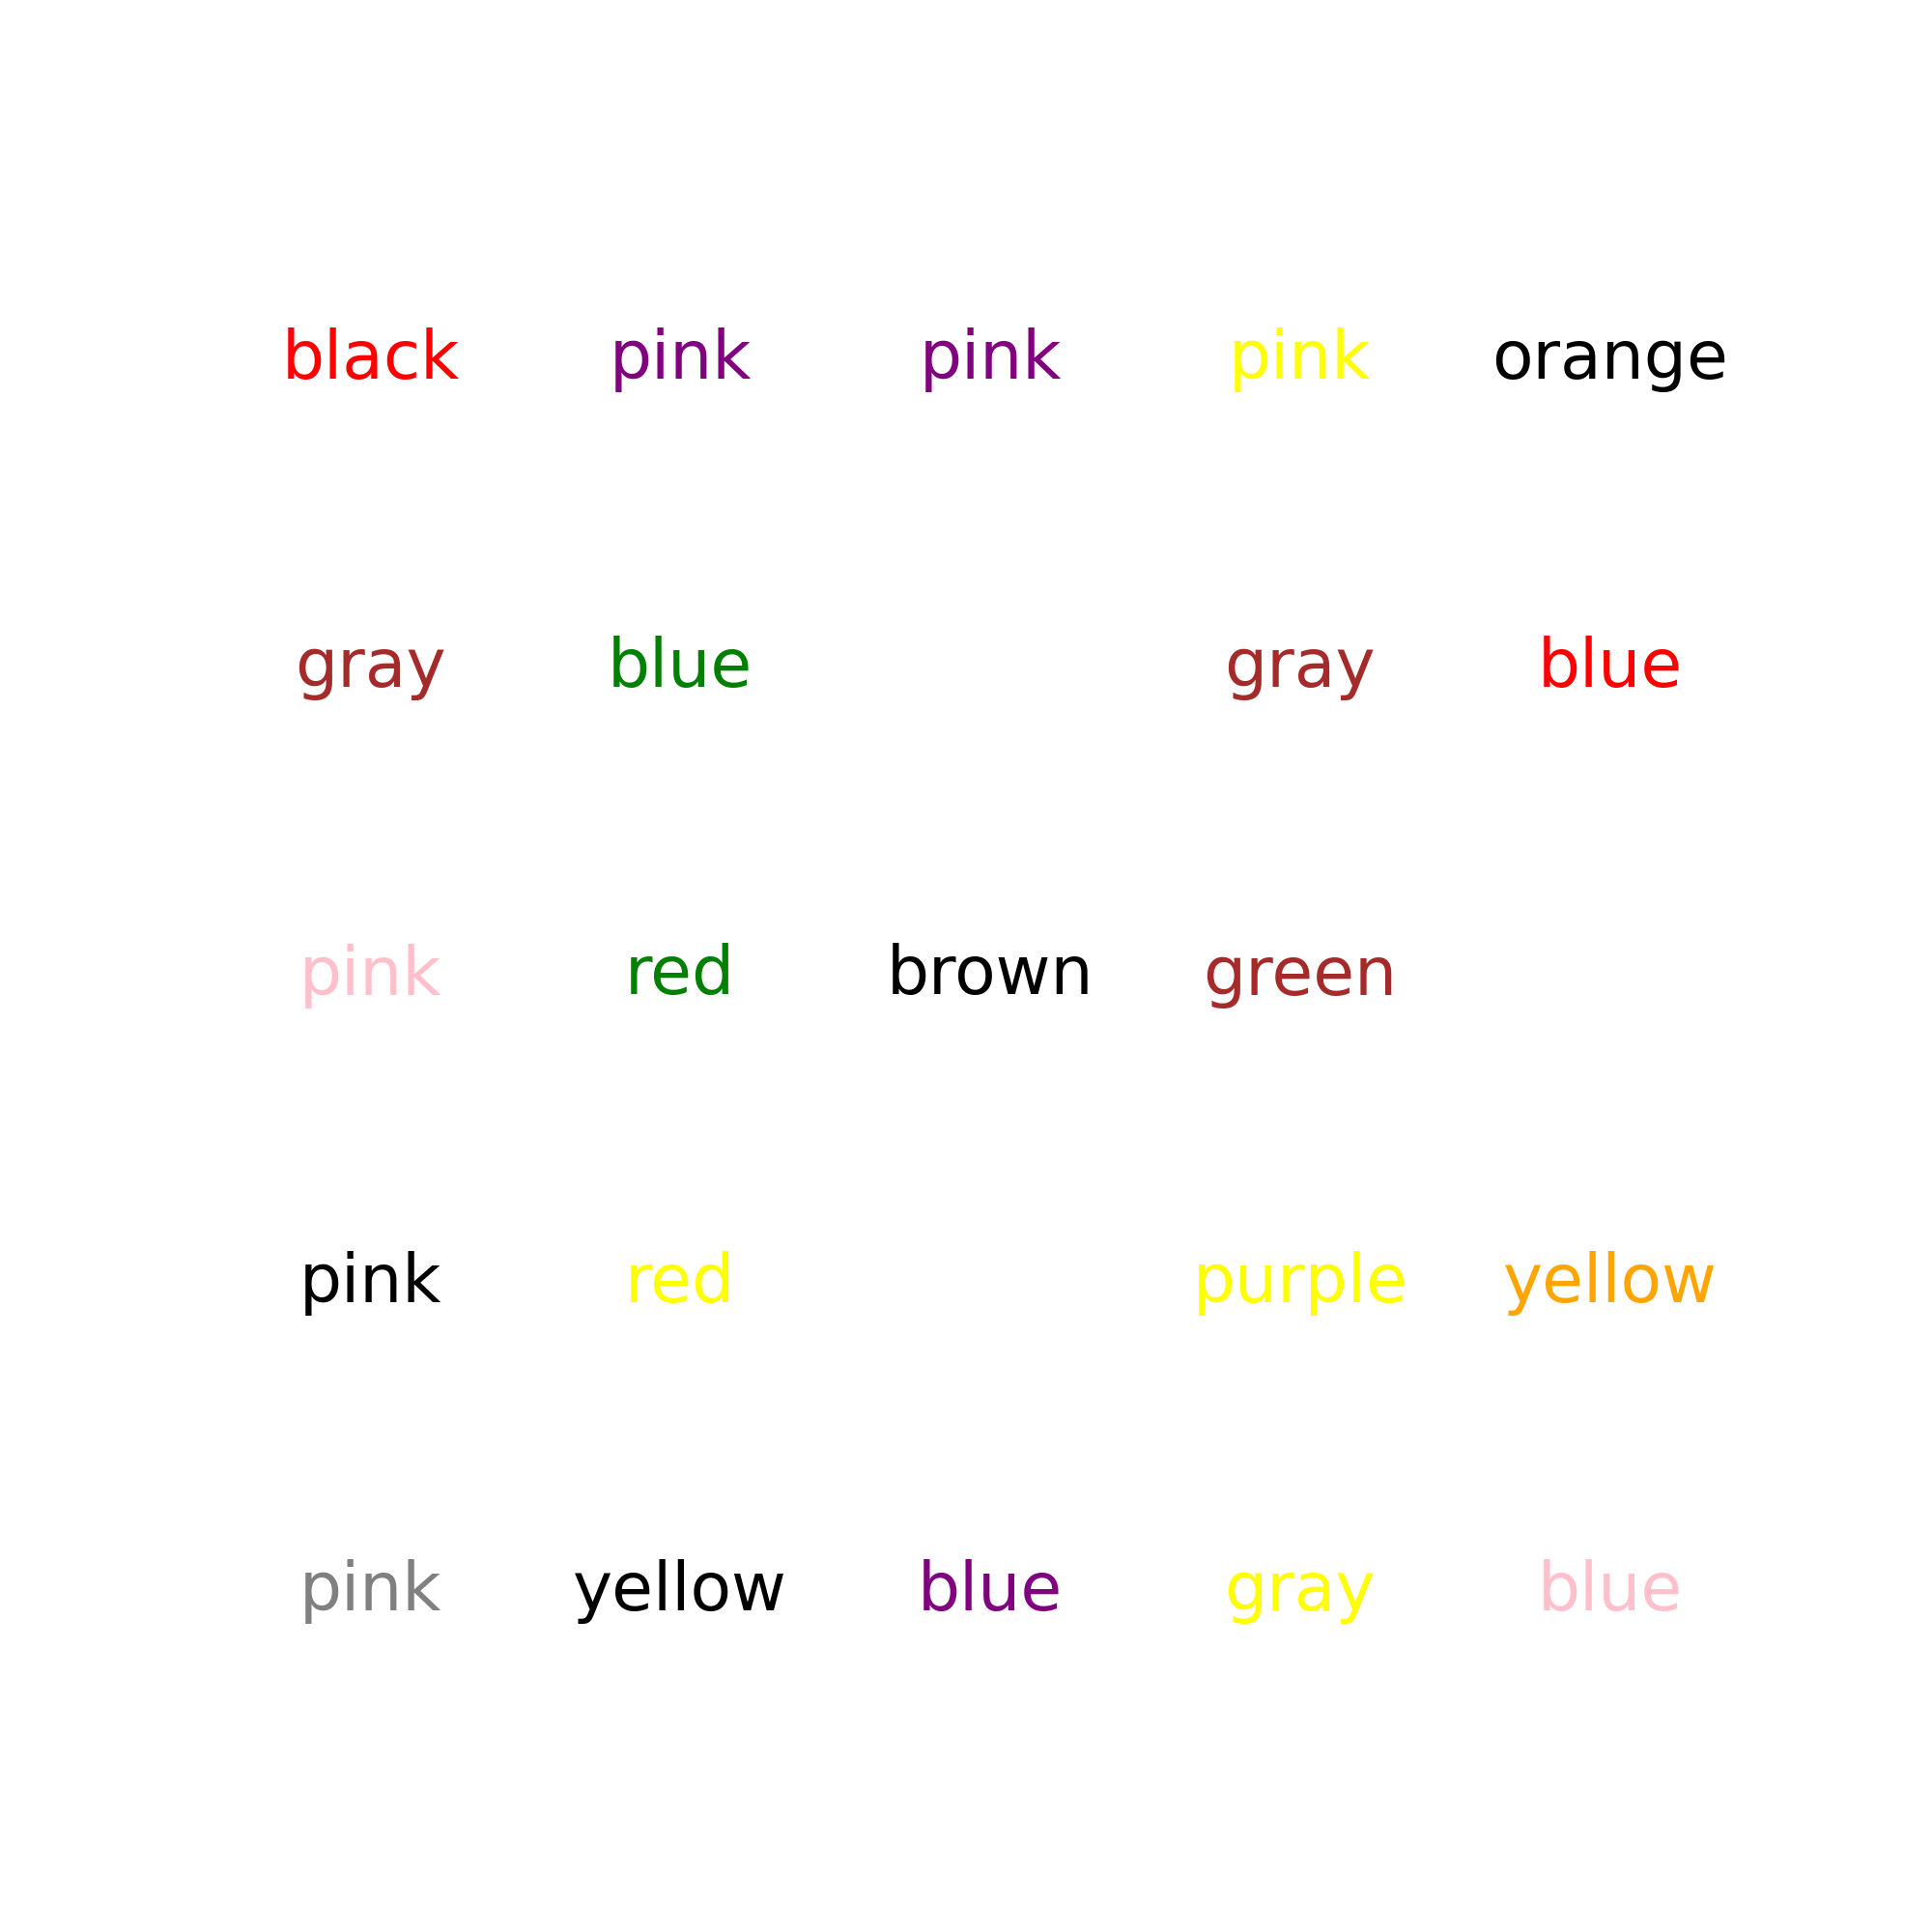 black pink pink pink orange
gray blue gray blue
pink red brown green
pink red purple yellow
pink yellow blue gray blue